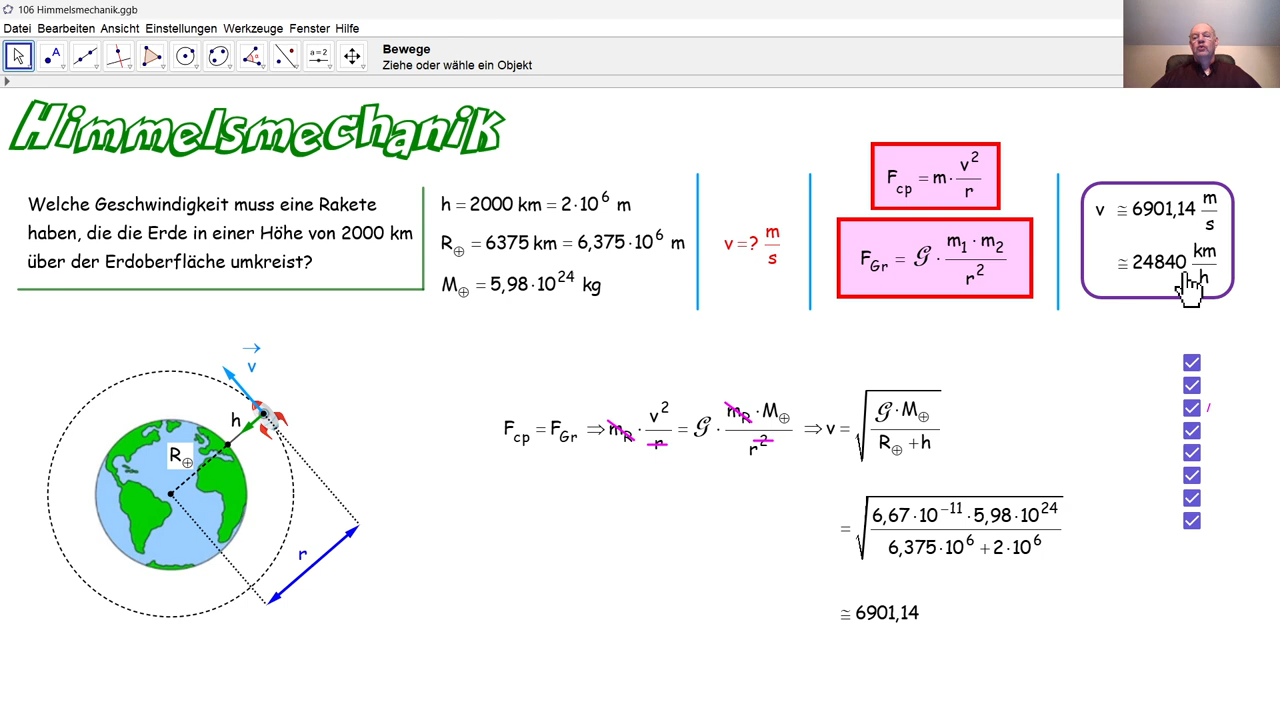 106 Himmelsmechanik.ggb
Datei Bearbeiten Ansicht Einstellungen Werkzeuge Fenster Hilfe
A
a=2
Bewege
Ziehe oder wähle ein Objekt
Himmelsmechanik
Welche Geschwindigkeit muss eine Rakete
haben, die die Erde in einer Höhe von 2000 km
über der Erdoberfläche umkreist?
h = 2000 km = 2·10^6 m
R⊕ = 6375 km = 6,375·10^6 m
M⊕ = 5,98·10^24 kg
v=? m/s
F_cp = m· v²/r
F_Gr = 𝒢 · m₁·m₂/r²
v ≅ 6901,14 m/s
≅ 24840 km/h
v
h
R⊕
r
F_cp = F_Gr ⇒ m_R · v²/r = 𝒢 · m_R·M⊕/r² ⇒ v = √(𝒢·M⊕/(R⊕+h))
= √(6,67·10^−11·5,98·10^24/(6,375·10^6+2·10^6))
≅ 6901,14